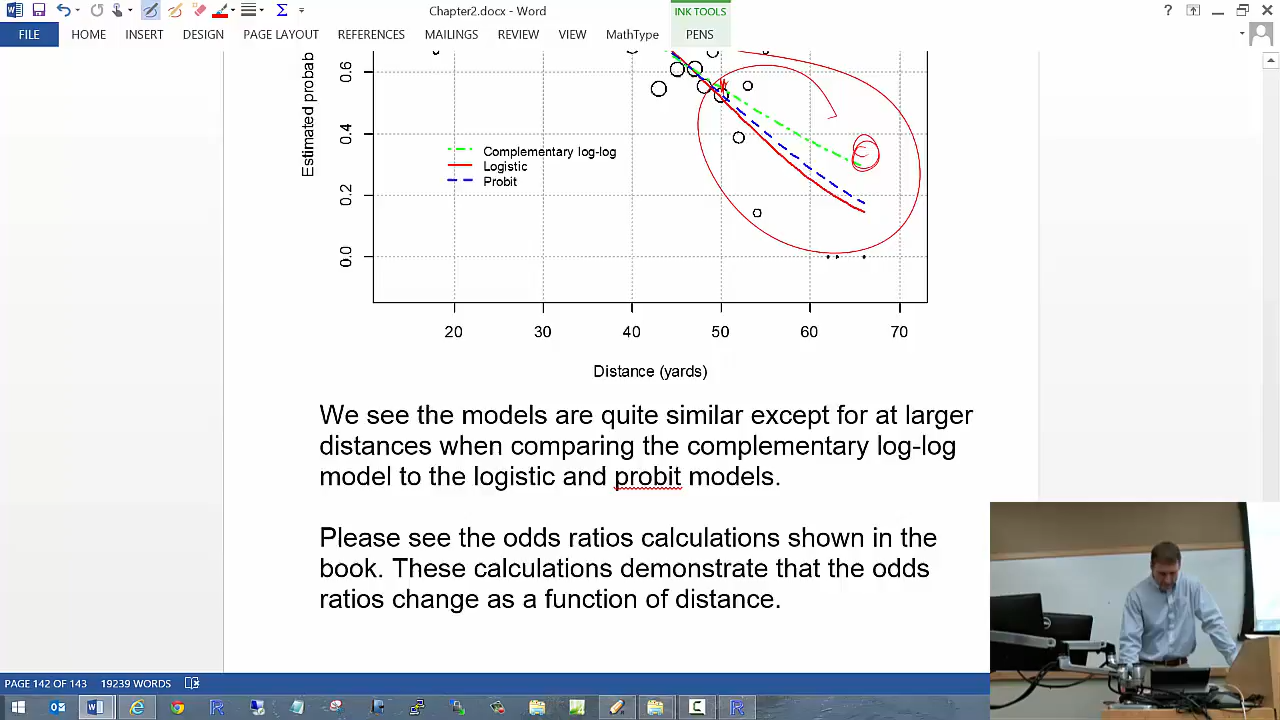 Chapter2.docx - Word
INK TOOLS
FILE HOME INSERT DESIGN PAGE LAYOUT REFERENCES MAILINGS REVIEW VIEW MathType PENS
Estimated probab
0.6
0.4
0.2
0.0
Complementary log-log
Logistic
Probit
20 30 40 50 60 70
Distance (yards)
We see the models are quite similar except for at larger
distances when comparing the complementary log-log
model to the logistic and probit models.
Please see the odds ratios calculations shown in the
book. These calculations demonstrate that the odds
ratios change as a function of distance.
PAGE 142 OF 143 19239 WORDS